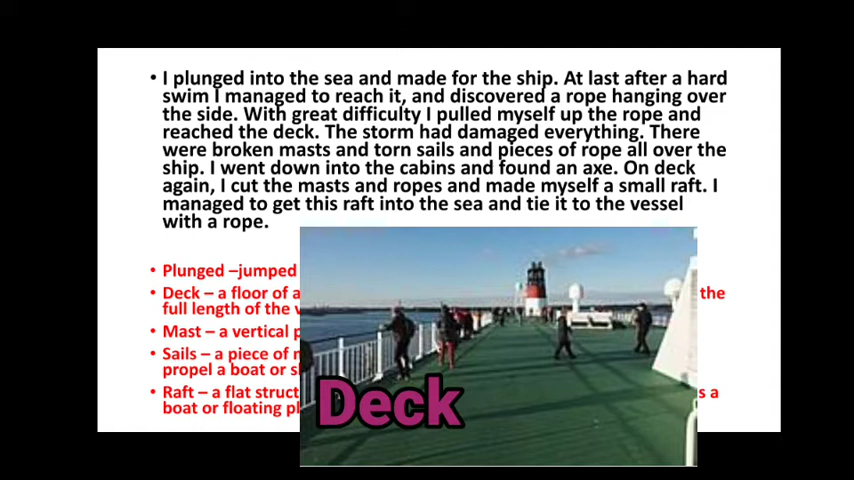 • I plunged into the sea and made for the ship. At last after a hard
swim I managed to reach it, and discovered a rope hanging over
the side. With great difficulty I pulled myself up the rope and
reached the deck. The storm had damaged everything. There
were broken masts and torn sails and pieces of rope all over the
ship. I went down into the cabins and found an axe. On deck
again, I cut the masts and ropes and made myself a small raft. I
managed to get this raft into the sea and tie it to the vessel
with a rope.
• Plunged –jumped
• Deck – a floor of a the
full length of the
• Mast – a vertical
• Sails – a piece of
propel a boat or
• Raft – a flat struct s a
boat or floating pl
Deck